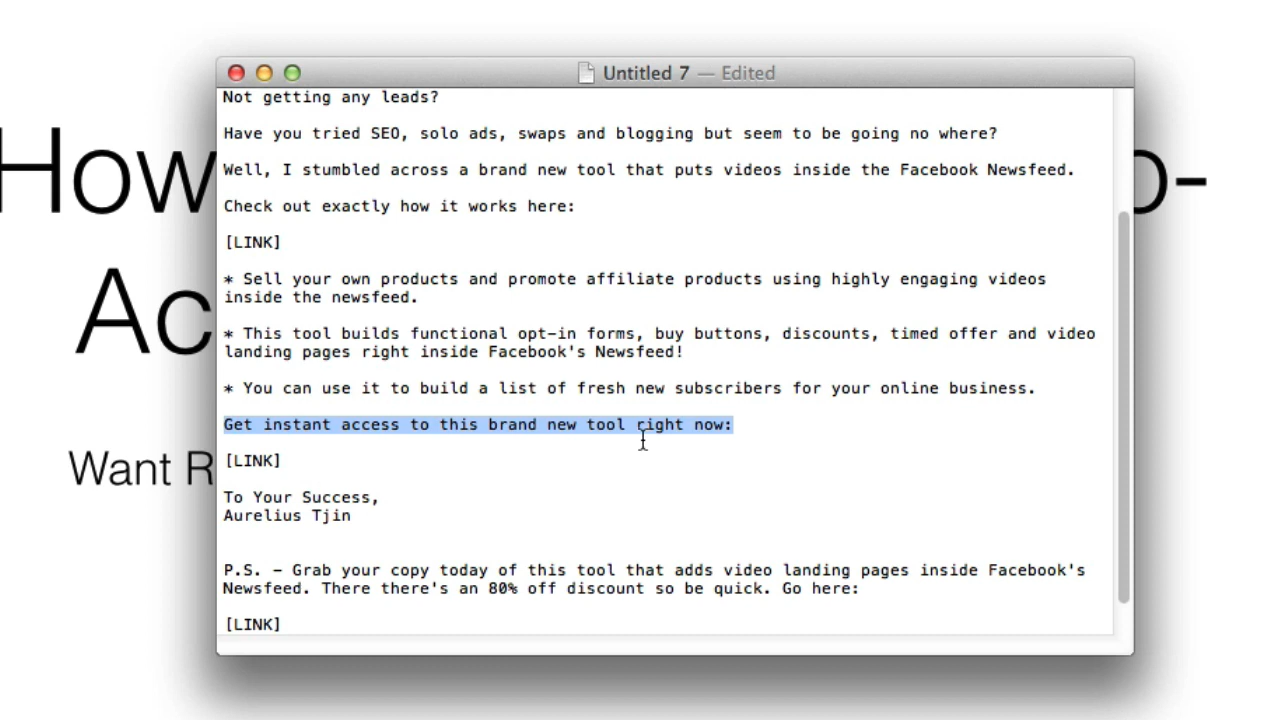 Untitled 7 — Edited
Not getting any leads?
Have you tried SEO, solo ads, swaps and blogging but seem to be going no where?
Well, I stumbled across a brand new tool that puts videos inside the Facebook Newsfeed.
Check out exactly how it works here:
[LINK]
* Sell your own products and promote affiliate products using highly engaging videos
inside the newsfeed.
* This tool builds functional opt-in forms, buy buttons, discounts, timed offer and video
landing pages right inside Facebook's Newsfeed!
* You can use it to build a list of fresh new subscribers for your online business.
Get instant access to this brand new tool right now:
[LINK]
To Your Success,
Aurelius Tjin
P.S. - Grab your copy today of this tool that adds video landing pages inside Facebook's
Newsfeed. There there's an 80% off discount so be quick. Go here:
[LINK]
How
Ac
Want R